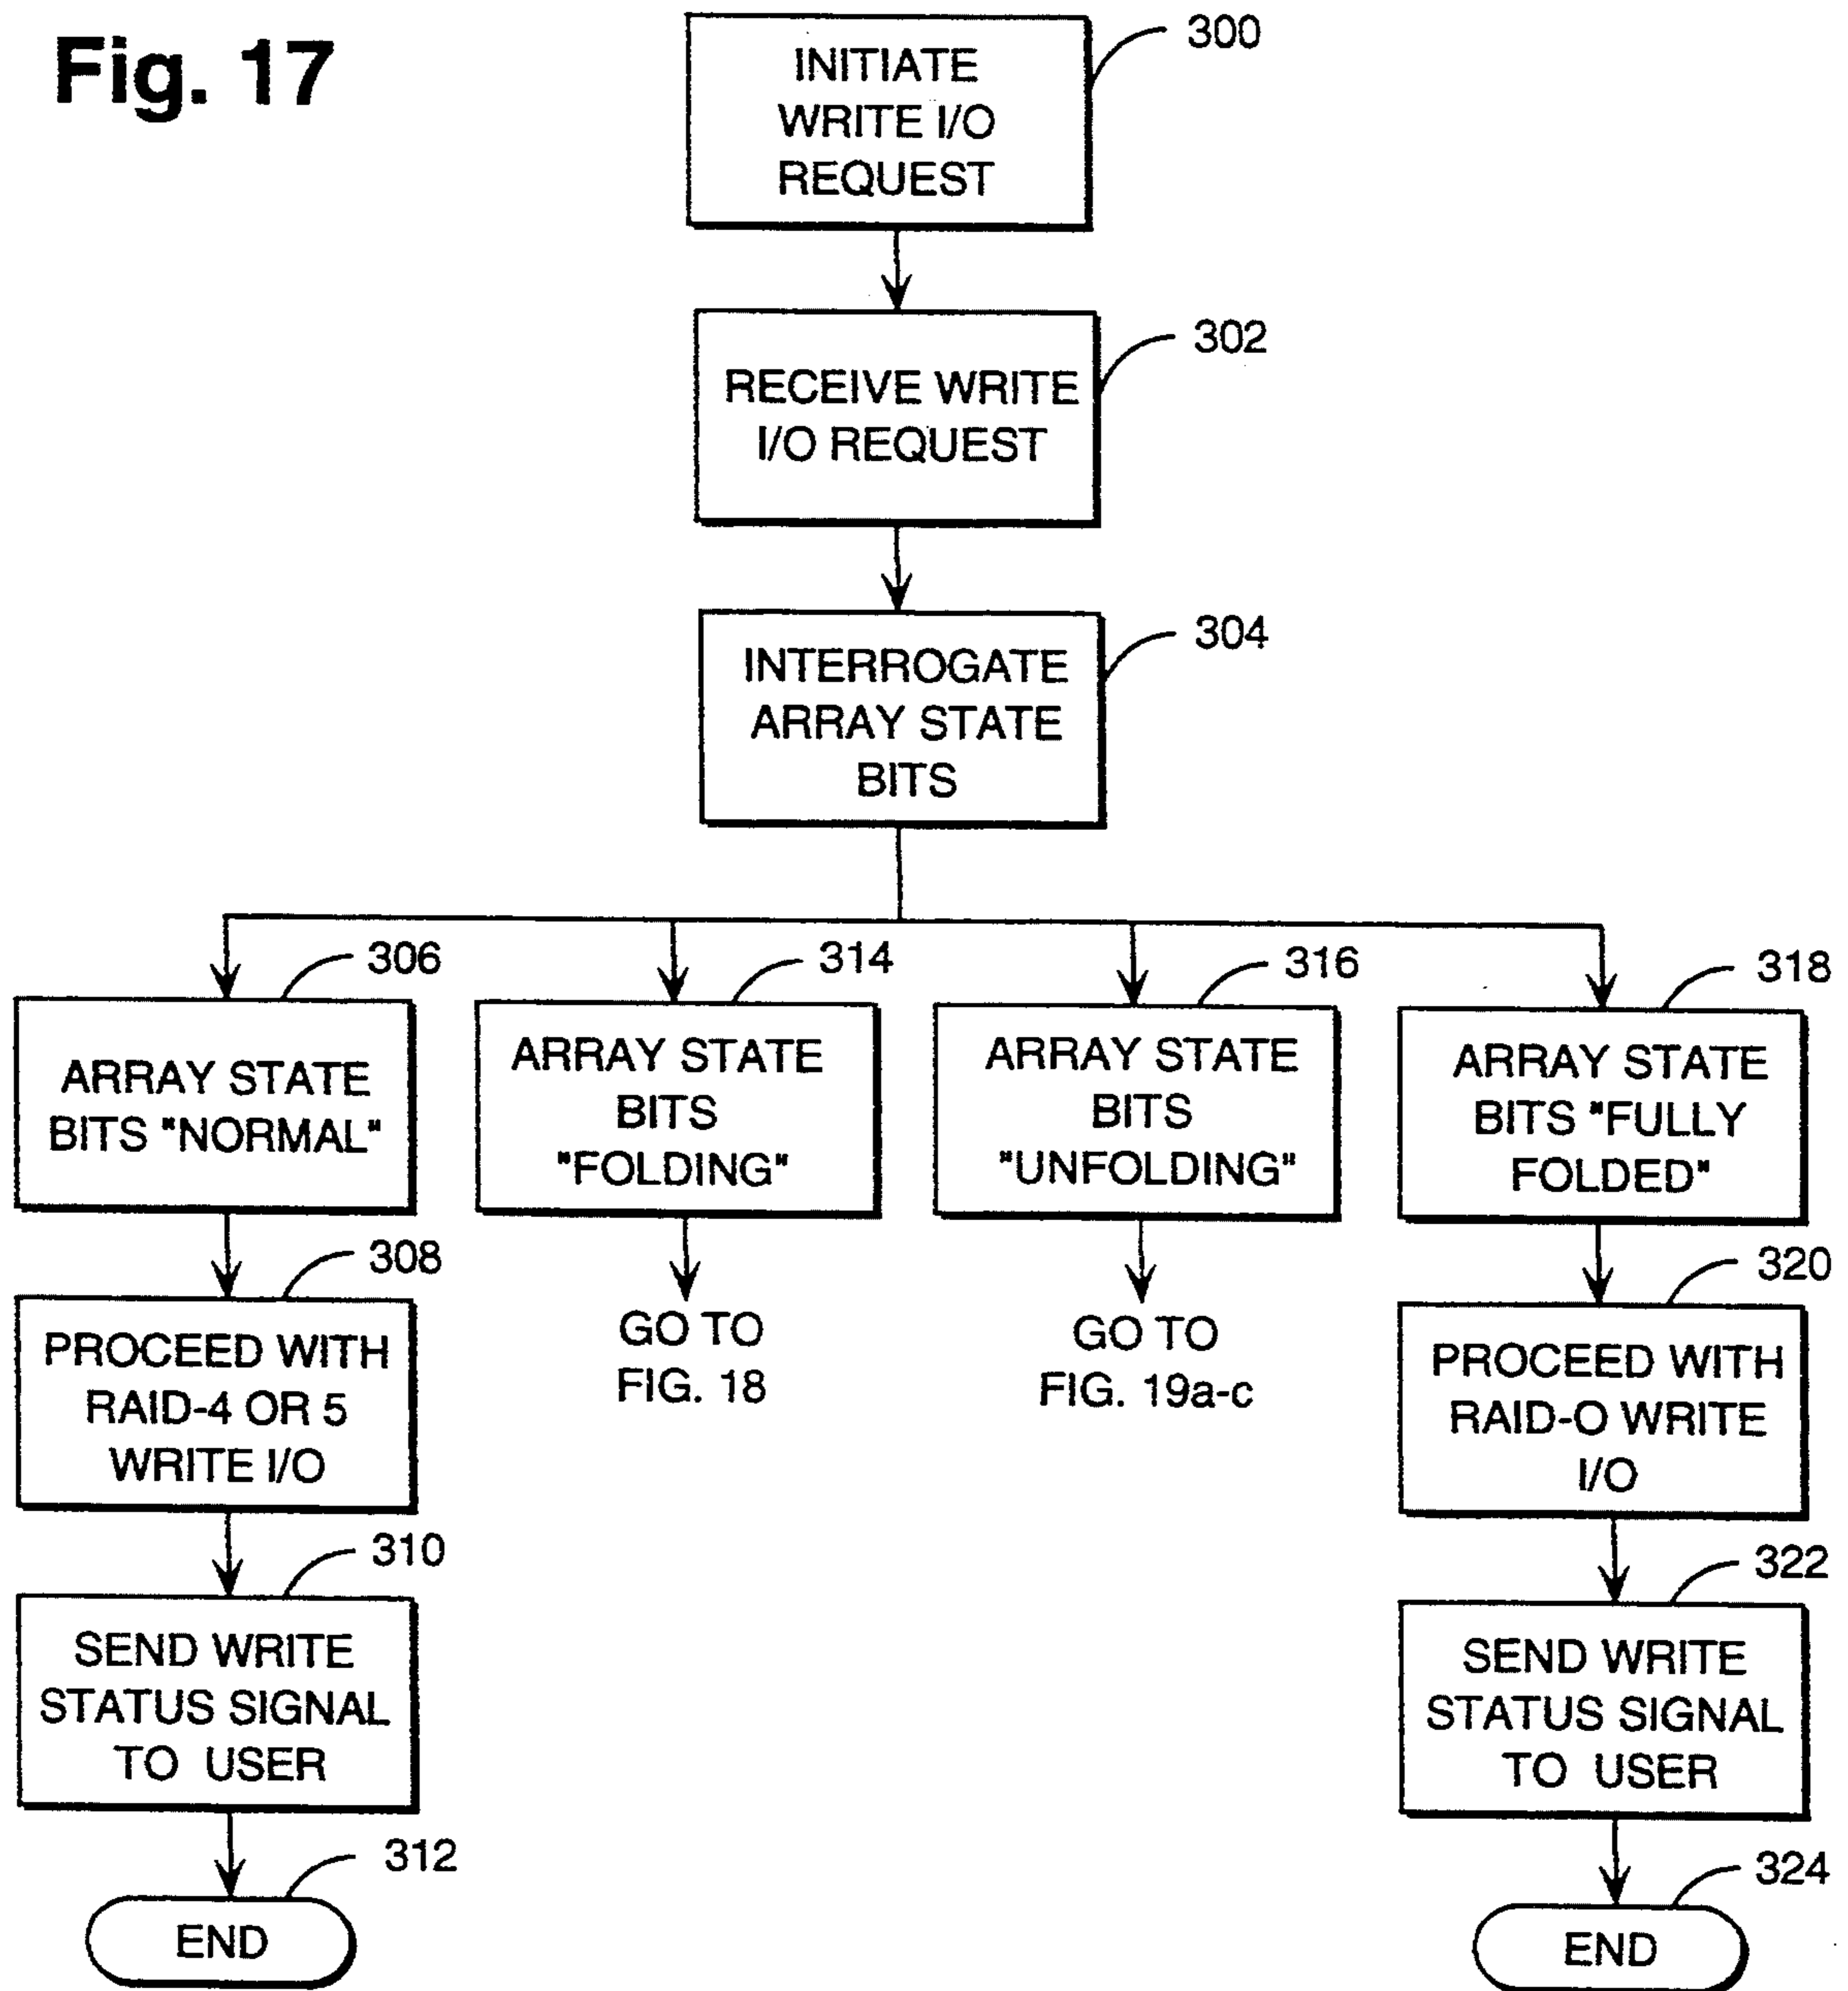 Fig. 17
300
INITIATE
WRITE I/O
REQUEST
302
RECEIVE WRITE
I/O REQUEST
304
INTERROGATE
ARRAY STATE
BITS
306
ARRAY STATE
BITS "NORMAL"
314
ARRAY STATE
BITS
"FOLDING"
316
ARRAY STATE
BITS
"UNFOLDING"
318
ARRAY STATE
BITS "FULLY
FOLDED"
308
PROCEED WITH
RAID-4 OR 5
WRITE I/O
GO TO
FIG. 18
GO TO
FIG. 19a-c
320
PROCEED WITH
RAID-O WRITE
I/O
310
SEND WRITE
STATUS SIGNAL
TO USER
322
SEND WRITE
STATUS SIGNAL
TO USER
312
END
324
END